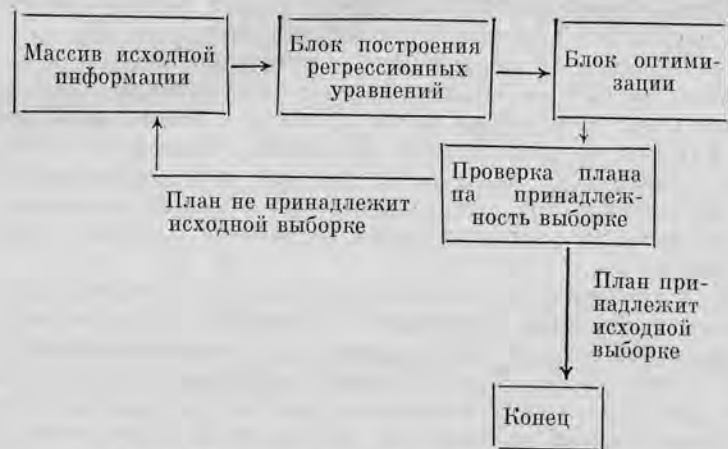 Массив исходной
информации
Блок построения
регрессионных
уравнений
Блок оптими-
зации
Проверка плана
на принадлеж-
ность выборке
План не принадлежит
исходной выборке
План при-
надлежит
исходной
выборке
Конец